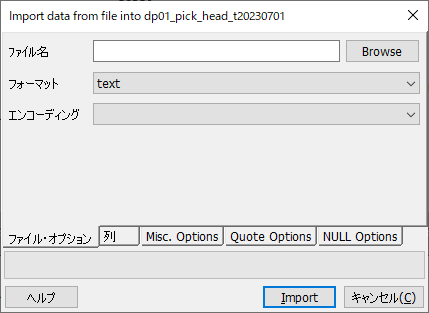 Import data from file into dp01_pick_head_t20230701
ファイル名
Browse
フォーマット
text
エンコーディング
ファイル・オプション 列 Misc. Options Quote Options NULL Options
ヘルプ Import キャンセル(C)